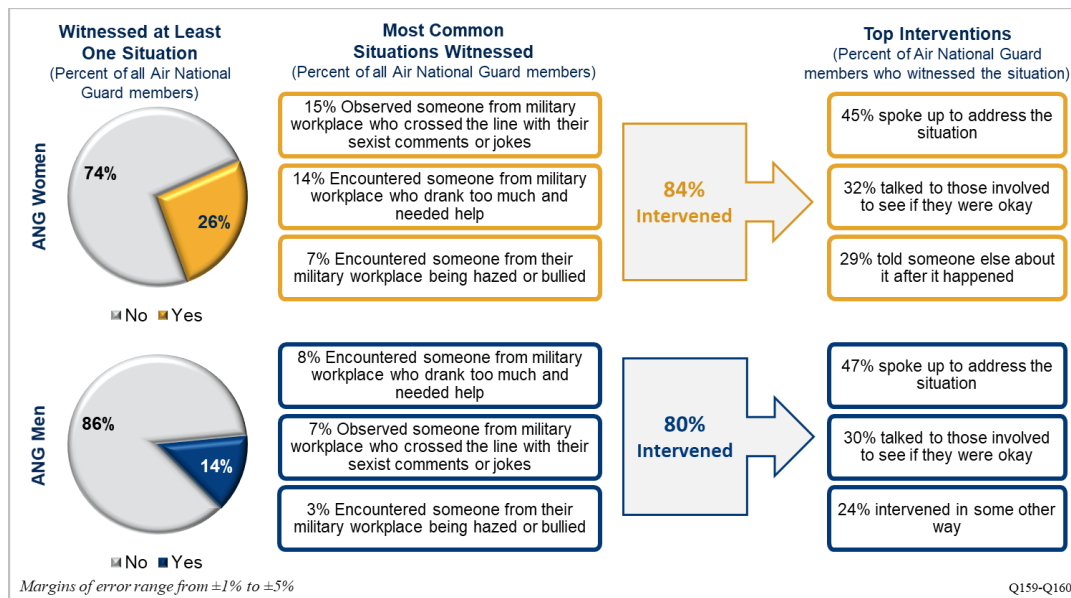 Witnessed at Least
One Situation
(Percent of all Air National
Guard members)
Most Common
Situations Witnessed
(Percent of all Air National Guard members)
Top Interventions
(Percent of Air National Guard
members who witnessed the situation)
ANG Women
74%
26%
No Yes
15% Observed someone from military
workplace who crossed the line with their
sexist comments or jokes
14% Encountered someone from military
workplace who drank too much and
needed help
7% Encountered someone from their
military workplace being hazed or bullied
84%
Intervened
45% spoke up to address the
situation
32% talked to those involved
to see if they were okay
29% told someone else about
it after it happened
ANG Men
86%
14%
No Yes
8% Encountered someone from military
workplace who drank too much and
needed help
7% Observed someone from military
workplace who crossed the line with their
sexist comments or jokes
3% Encountered someone from their
military workplace being hazed or bullied
80%
Intervened
47% spoke up to address the
situation
30% talked to those involved
to see if they were okay
24% intervened in some other
way
Margins of error range from ±1% to ±5%
Q159-Q160